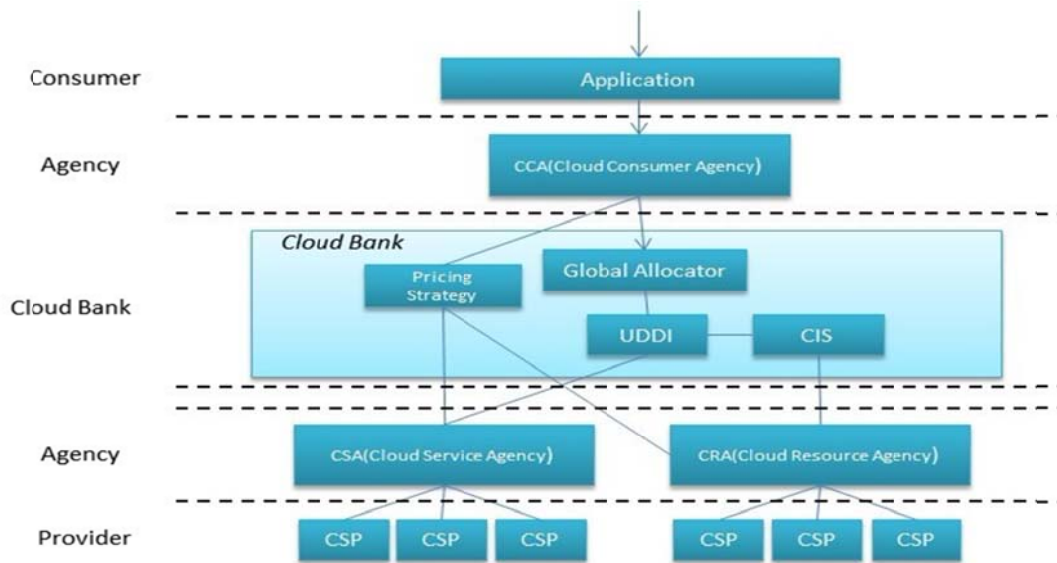 Consumer
Application
Agency
CCA(Cloud Consumer Agency)
Cloud Bank
Cloud Bank
Pricing
Strategy
Global Allocator
UDDI
CIS
Agency
CSA(Cloud Service Agency)
CRA(Cloud Resource Agency)
Provider
CSP
CSP
CSP
CSP
CSP
CSP